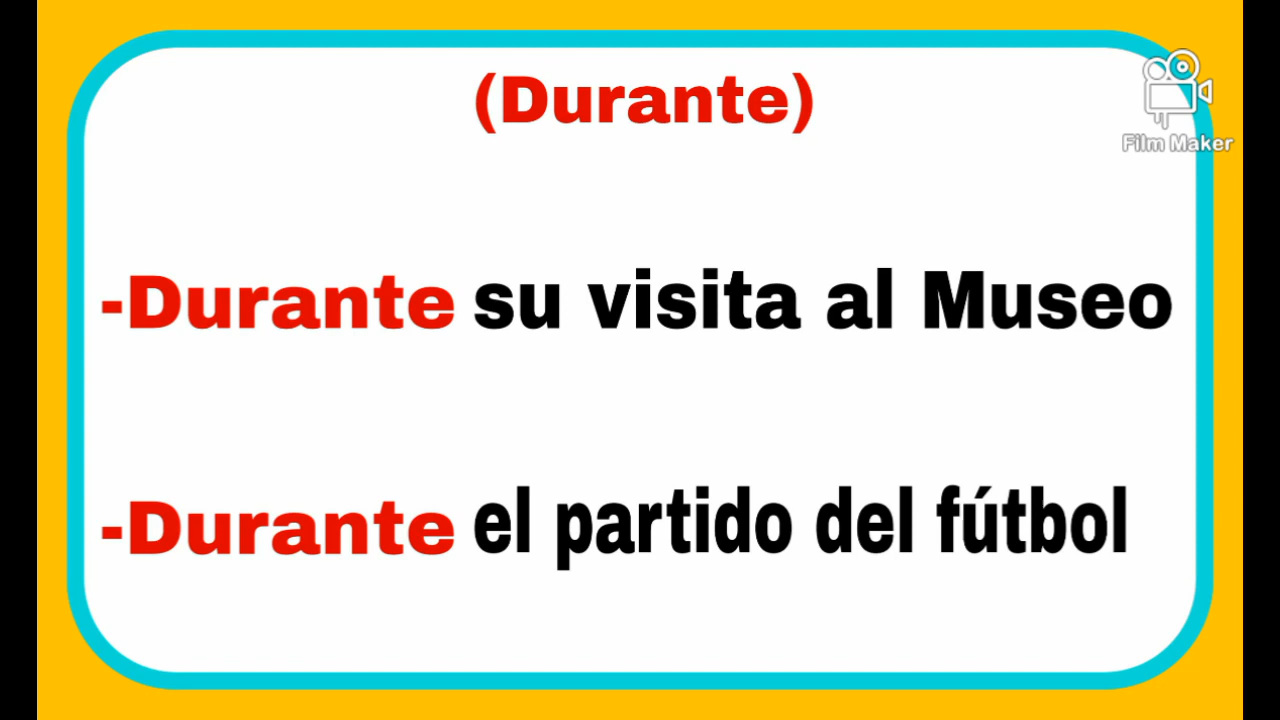 (Durante)
Film Maker
-Durante su visita al Museo
-Durante el partido del fútbol